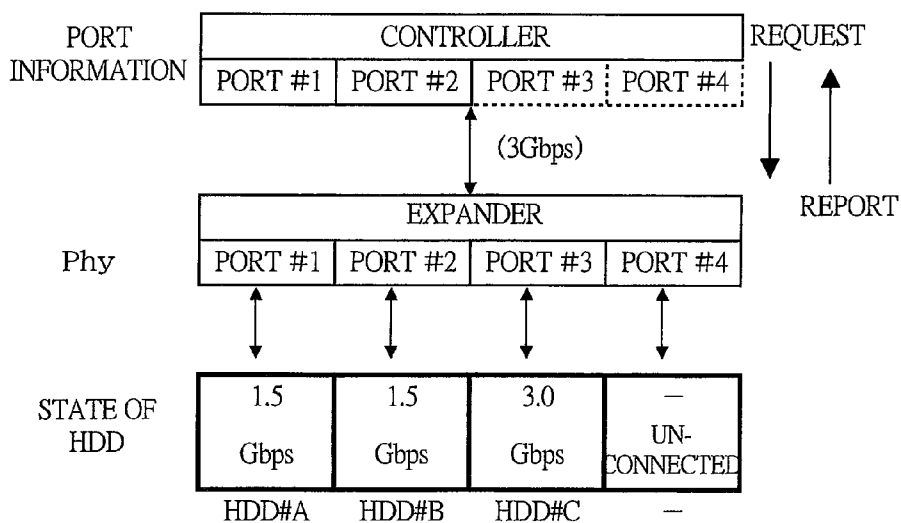 PORT INFORMATION
CONTROLLER
REQUEST
PORT #1 PORT #2 PORT #3 PORT #4
(3Gbps)
REPORT
EXPANDER
Phy
PORT #1 PORT #2 PORT #3 PORT #4
STATE OF HDD
1.5 Gbps
1.5 Gbps
3.0 Gbps
—
UN-
CONNECTED
HDD#A HDD#B HDD#C —